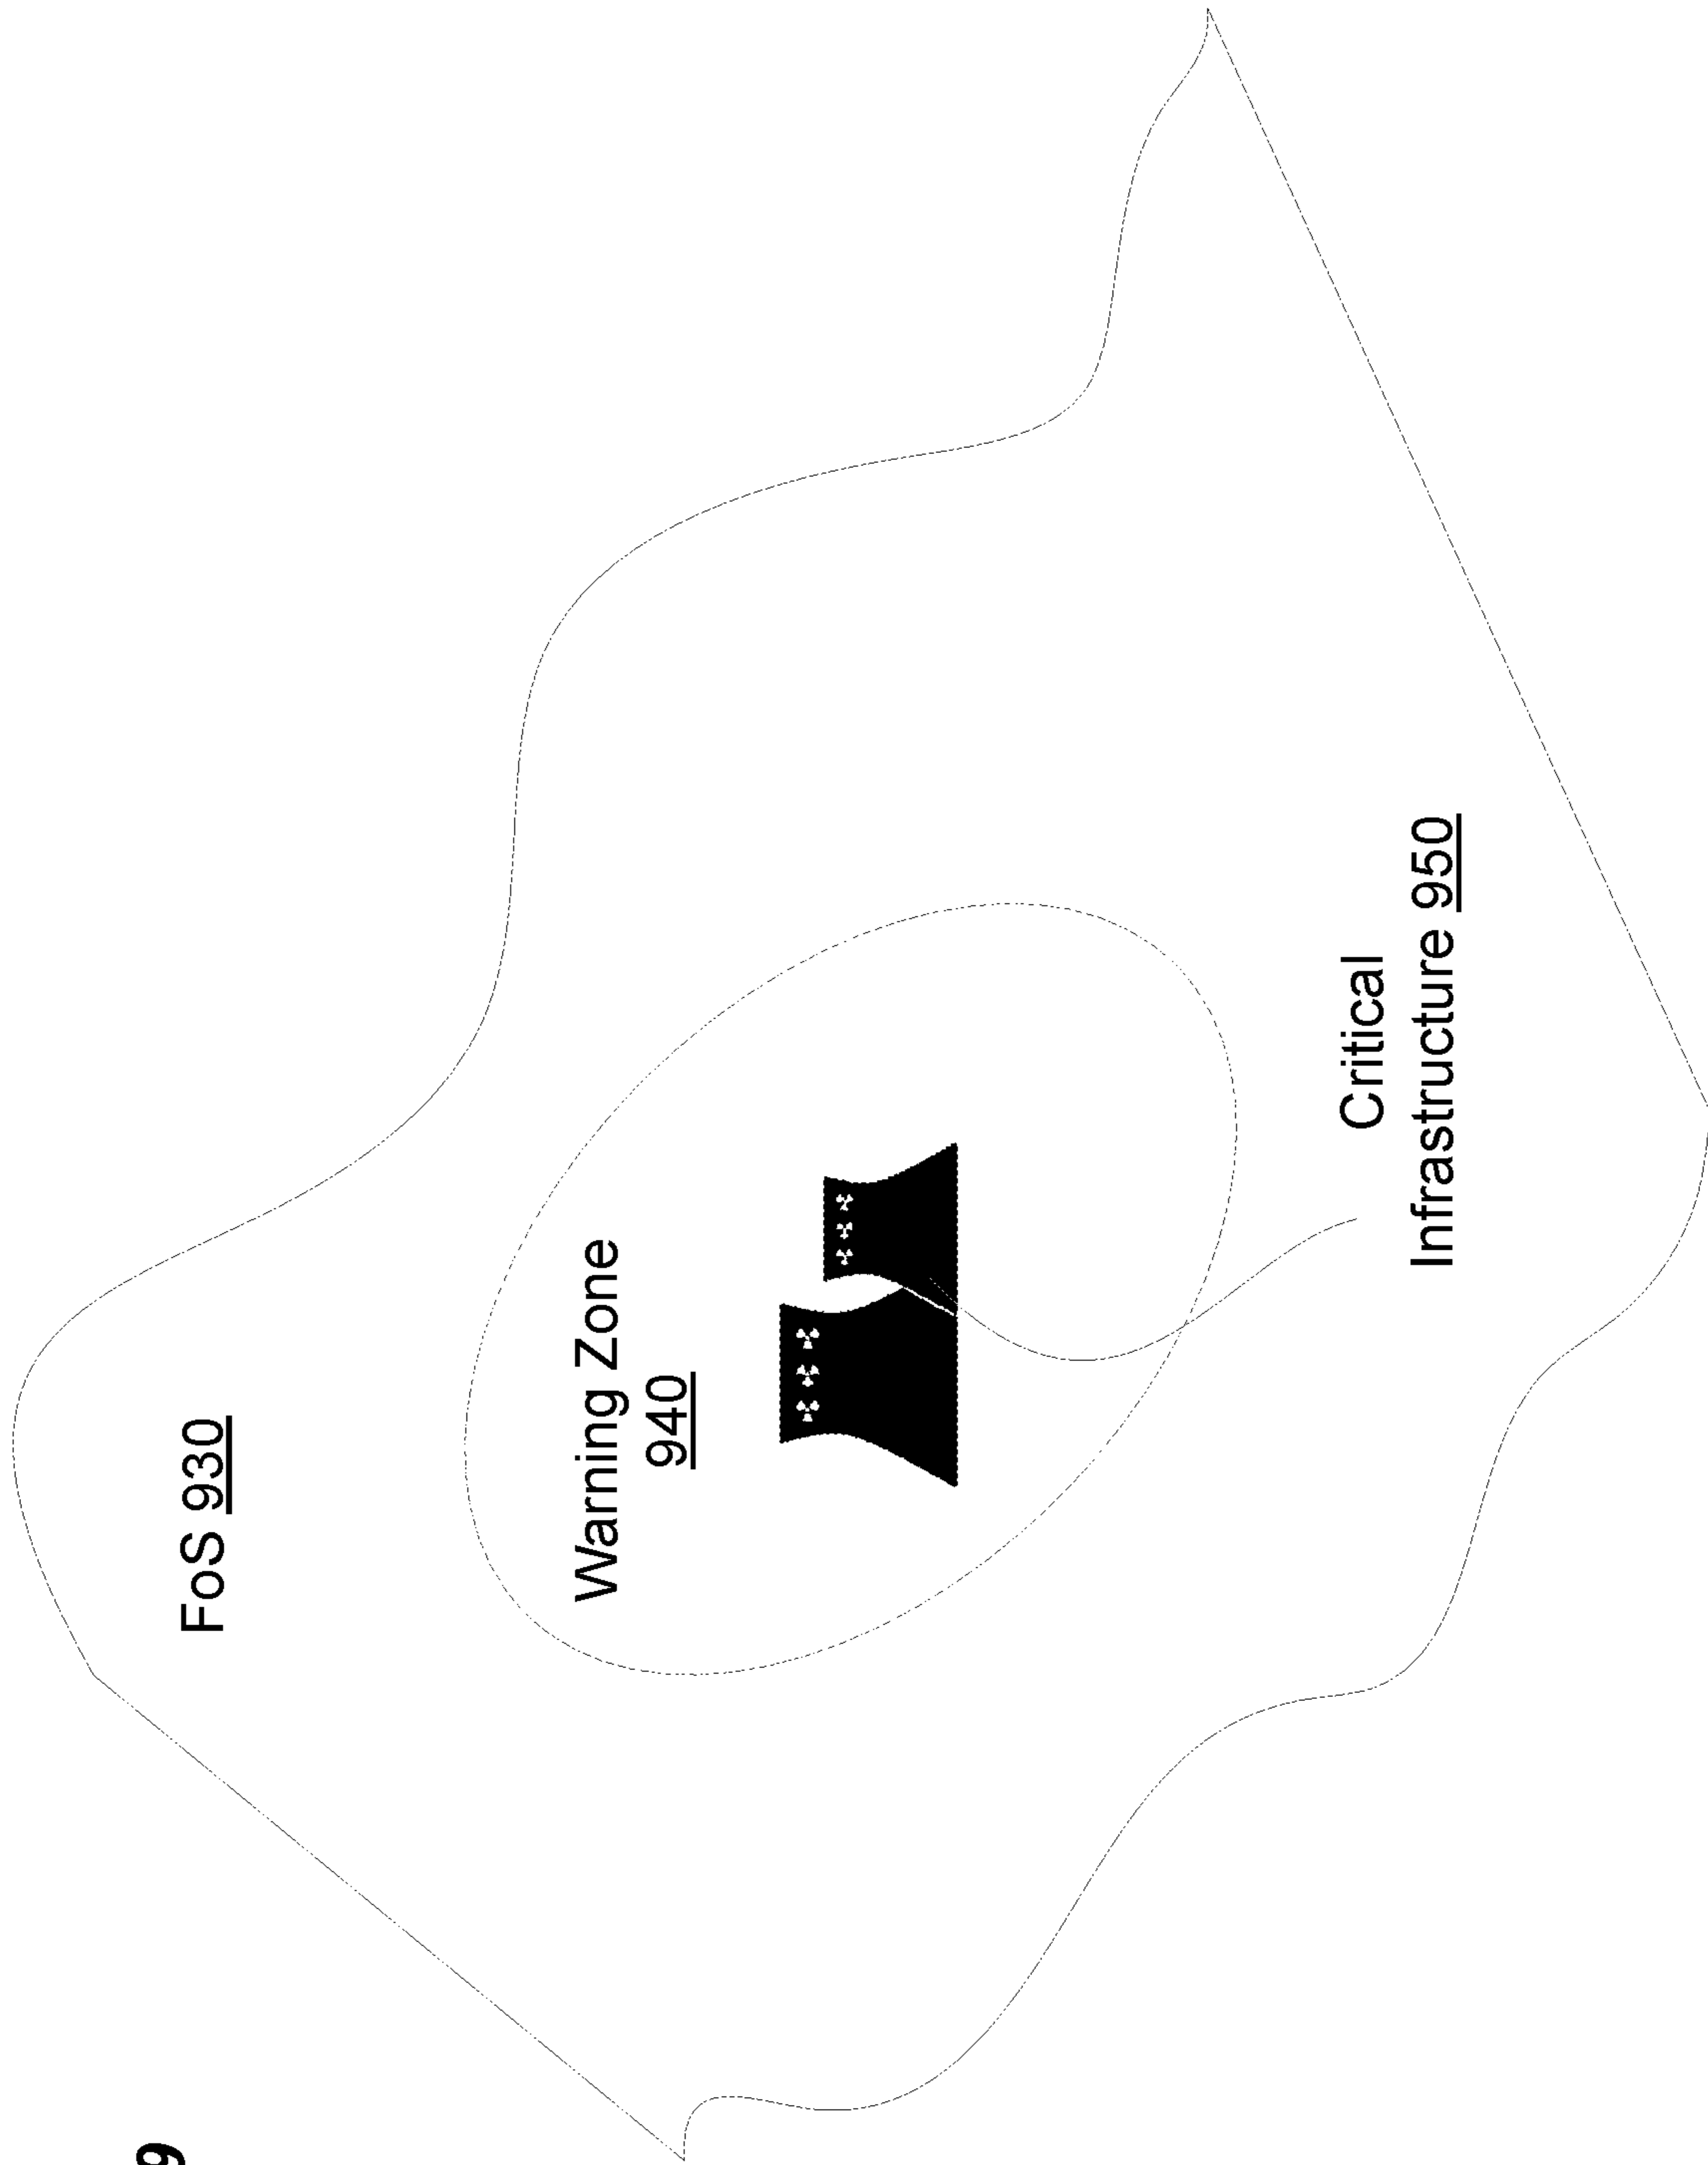 FoS 930
Warning Zone
940
Critical
Infrastructure 950
9